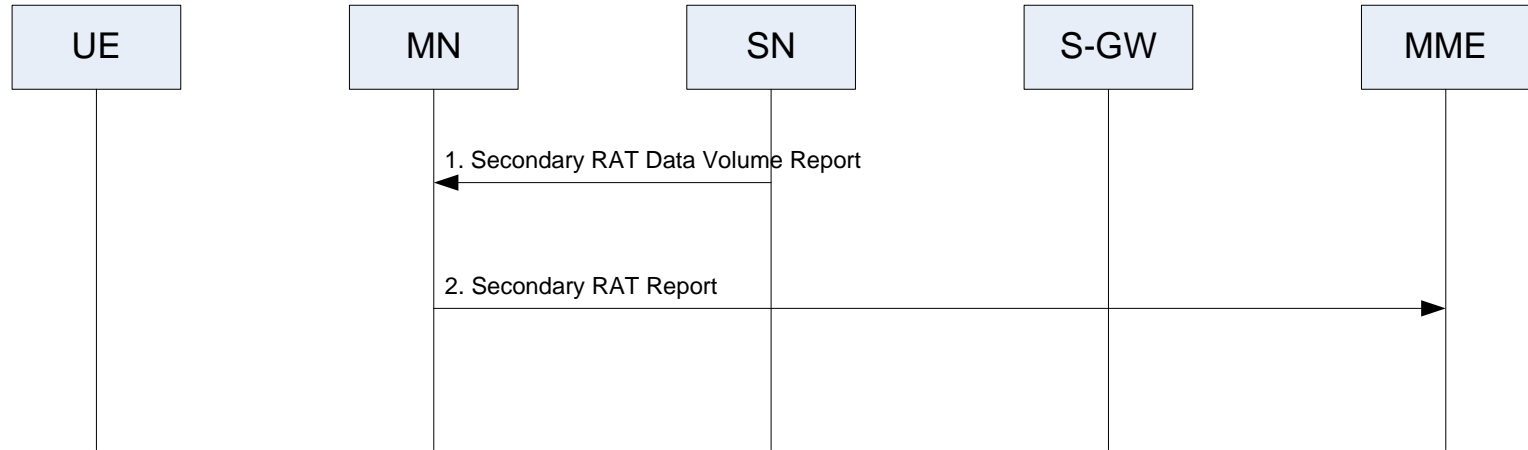 UE
MN
SN
S-GW
MME
1. Secondary RAT Data Volume Report
2. Secondary RAT Report